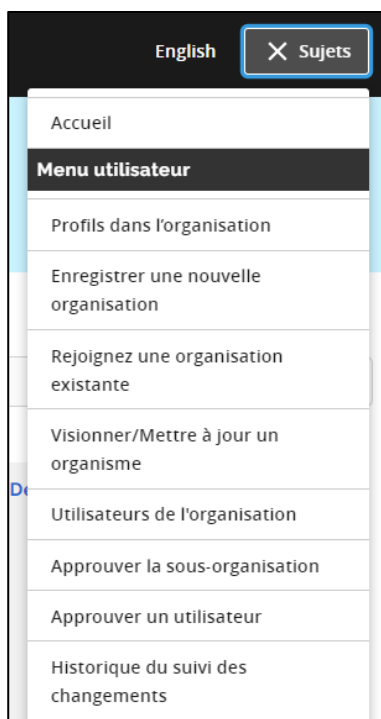 English
Sujets
Accueil
Menu utilisateur
Profils dans l'organisation
Enregistrer une nouvelle
organisation
Rejoignez une organisation
existante
Visionner/Mettre à jour un
organisme
De
Utilisateurs de l'organisation
Approuver la sous-organisation
Approuver un utilisateur
Historique du suivi des
changements